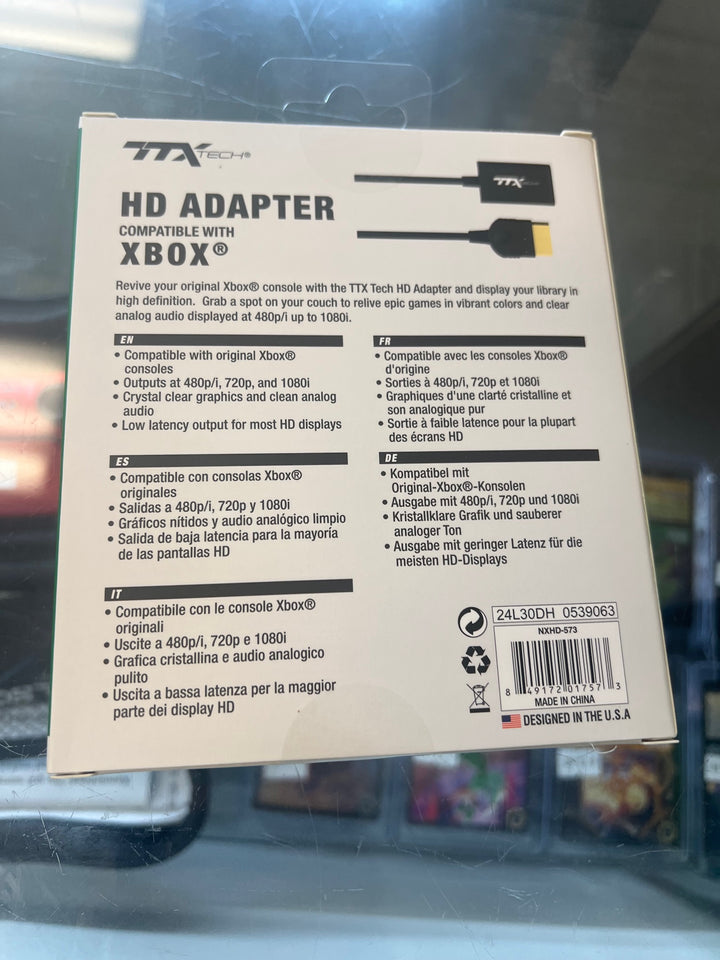 TTX TECH®
TTX TECH
HD ADAPTER
COMPATIBLE WITH
XBOX®
Revive your original Xbox® console with the TTX Tech HD Adapter and display your library in
high definition. Grab a spot on your couch to relive epic games in vibrant colors and clear
analog audio displayed at 480p/i up to 1080i.
EN
• Compatible with original Xbox®
consoles
• Outputs at 480p/i, 720p, and 1080i
• Crystal clear graphics and clean analog
audio
• Low latency output for most HD displays
FR
• Compatible avec les consoles Xbox®
d'origine
• Sorties à 480p/i, 720p et 1080i
• Graphiques d'une clarté cristalline et
son analogique pur
• Sortie à faible latence pour la plupart
des écrans HD
ES
• Compatible con consolas Xbox®
originales
• Salidas a 480p/i, 720p y 1080i
• Gráficos nítidos y audio analógico limpio
• Salida de baja latencia para la mayoría
de las pantallas HD
DE
• Kompatibel mit
Original-Xbox®-Konsolen
• Ausgabe mit 480p/i, 720p und 1080i
• Kristallklare Grafik und sauberer
analoger Ton
• Ausgabe mit geringer Latenz für die
meisten HD-Displays
IT
• Compatibile con le console Xbox®
originali
• Uscite a 480p/i, 720p e 1080i
• Grafica cristallina e audio analogico
pulito
• Uscita a bassa latenza per la maggior
parte dei display HD
24L30DH 0539063
NXHD-573
8 49172 01757 3
MADE IN CHINA
DESIGNED IN THE U.S.A